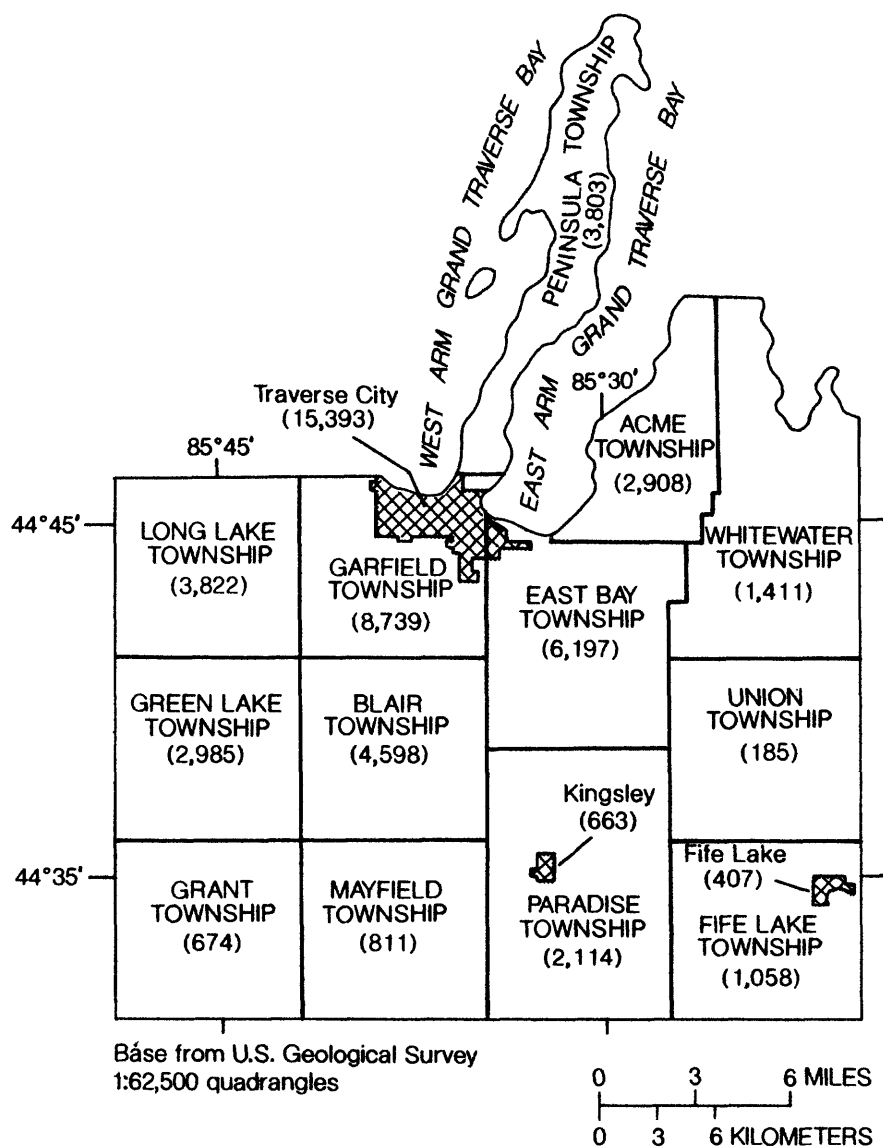 WEST ARM GRAND TRAVERSE BAY
PENINSULA TOWNSHIP
(3,803)
EAST ARM GRAND TRAVERSE BAY
85°30'
Traverse City
(15,393)
85°45'
ACME
TOWNSHIP
(2,908)
44°45'
LONG LAKE
TOWNSHIP
(3,822)
GARFIELD
TOWNSHIP
(8,739)
EAST BAY
TOWNSHIP
(6,197)
WHITEWATER
TOWNSHIP
(1,411)
GREEN LAKE
TOWNSHIP
(2,985)
BLAIR
TOWNSHIP
(4,598)
UNION
TOWNSHIP
(185)
Kingsley
(663)
Fife Lake
(407)
44°35'
GRANT
TOWNSHIP
(674)
MAYFIELD
TOWNSHIP
(811)
PARADISE
TOWNSHIP
(2,114)
FIFE LAKE
TOWNSHIP
(1,058)
Base from U.S. Geological Survey
1:62,500 quadrangles
0 3 6 MILES
0 3 6 KILOMETERS